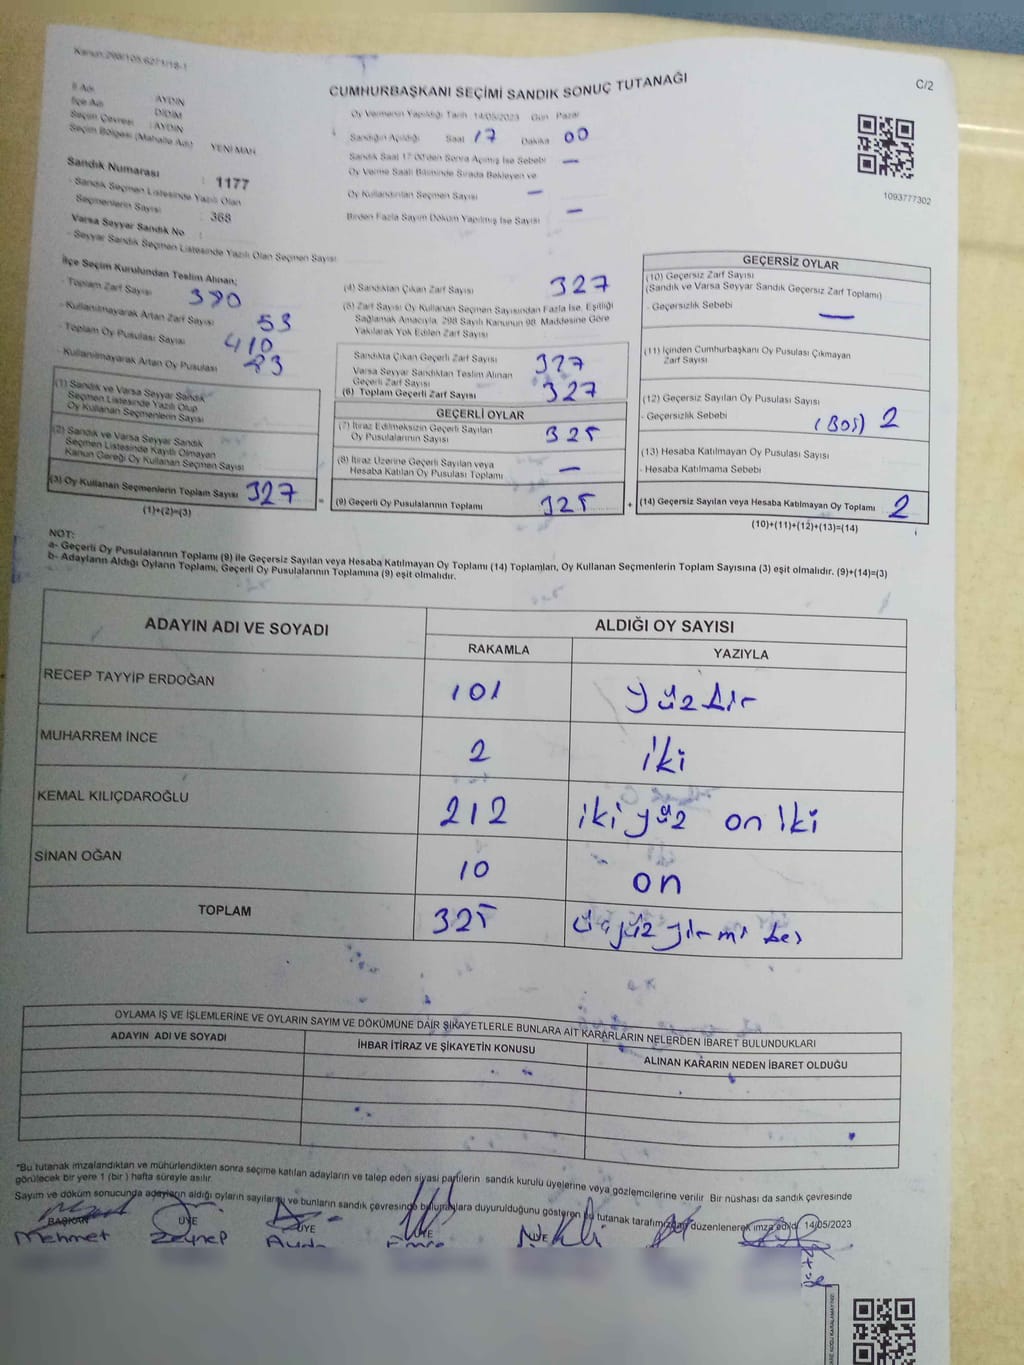 Kanun:298/103 6271/18-1
CUMHURBAŞKANI SEÇİMİ SANDIK SONUÇ TUTANAĞI
C/2
İl Adı AYDIN
İlçe Adı DİDİM
Seçim Çevresi : AYDIN
Seçim Bölgesi (Mahalle Adı) YENİ MAH
Sandık Numarası : 1177
- Sandık Seçmen Listesinde Yazılı Olan
Seçmenlerin Sayısı : 368
Varsa Seyyar Sandık No :
- Seyyar Sandık Seçmen Listesinde Yazılı Olan Seçmen Sayısı
Oy Vermenin Yapıldığı Tarih 14/05/2023 Gün Pazar
Sandığın Açıldığı Saat 17 Dakika 00
Sandık Saat 17:00'den Sonra Açılmış İse Sebebi —
Oy Verme Saati Bitiminde Sırada Bekleyen ve
Oy Kullandırılan Seçmen Sayısı —
Birden Fazla Sayım Döküm Yapılmış İse Sayısı —
1093777302
İlçe Seçim Kurulundan Teslim Alınan;
- Toplam Zarf Sayısı 380
- Kullanılmayarak Artan Zarf Sayısı 53
- Toplam Oy Pusulası Sayısı 410
- Kullanılmayarak Artan Oy Pusulası 83
(1) Sandık ve Varsa Seyyar Sandık
Seçmen Listesinde Yazılı Olup
Oy Kullanan Seçmenlerin Sayısı
(2) Sandık ve Varsa Seyyar Sandık
Seçmen Listesinde Kayıtlı Olmayan
Kanun Gereği Oy Kullanan Seçmen Sayısı
(3) Oy Kullanan Seçmenlerin Toplam Sayısı 327
(1)+(2)=(3)
(4) Sandıktan Çıkan Zarf Sayısı 327
(5) Zarf Sayısı Oy Kullanan Seçmen Sayısından Fazla İse, Eşitliği
Sağlamak Amacıyla, 298 Sayılı Kanunun 98. Maddesine Göre
Yakılarak Yok Edilen Zarf Sayısı
Sandıkta Çıkan Geçerli Zarf Sayısı 327
Varsa Seyyar Sandıktan Teslim Alınan
Geçerli Zarf Sayısı
(6) Toplam Geçerli Zarf Sayısı 327
GEÇERLİ OYLAR
(7) İtiraz Edilmeksizin Geçerli Sayılan
Oy Pusulalarının Sayısı 325
(8) İtiraz Üzerine Geçerli Sayılan veya
Hesaba Katılan Oy Pusulası Toplamı —
= (9) Geçerli Oy Pusulalarının Toplamı 325 +
GEÇERSİZ OYLAR
(10) Geçersiz Zarf Sayısı
(Sandık ve Varsa Seyyar Sandık Geçersiz Zarf Toplamı)
- Geçersizlik Sebebi —
(11) İçinden Cumhurbaşkanı Oy Pusulası Çıkmayan
Zarf Sayısı
(12) Geçersiz Sayılan Oy Pusulası Sayısı
- Geçersizlik Sebebi (BOŞ) 2
(13) Hesaba Katılmayan Oy Pusulası Sayısı
- Hesaba Katılmama Sebebi
(14) Geçersiz Sayılan veya Hesaba Katılmayan Oy Toplamı 2
(10)+(11)+(12)+(13)=(14)
NOT:
a- Geçerli Oy Pusulalarının Toplamı (9) ile Geçersiz Sayılan veya Hesaba Katılmayan Oy Toplamı (14) Toplamları, Oy Kullanan Seçmenlerin Toplam Sayısına (3) eşit olmalıdır. (9)+(14)=(3)
b- Adayların Aldığı Oyların Toplamı, Geçerli Oy Pusulalarının Toplamına (9) eşit olmalıdır.
ADAYIN ADI VE SOYADI ALDIĞI OY SAYISI
RAKAMLA YAZIYLA
RECEP TAYYİP ERDOĞAN 101 yüzbir
MUHARREM İNCE 2 iki
KEMAL KILIÇDAROĞLU 212 iki yüz on iki
SİNAN OĞAN 10 on
TOPLAM 325 üçyüz yirmi beş
OYLAMA İŞ VE İŞLEMLERİNE VE OYLARIN SAYIM VE DÖKÜMÜNE DAİR ŞİKAYETLERLE BUNLARA AİT KARARLARIN NELERDEN İBARET BULUNDUKLARI
ADAYIN ADI VE SOYADI İHBAR İTİRAZ VE ŞİKAYETİN KONUSU ALINAN KARARIN NEDEN İBARET OLDUĞU
*Bu tutanak imzalandıktan ve mühürlendikten sonra seçime katılan adayların ve talep eden siyasi partilerin sandık kurulu üyelerine veya gözlemcilerine verilir. Bir nüshası da sandık çevresinde
görülecek bir yere 1 (bir) hafta süreyle asılır.
Sayım ve döküm sonucunda adayların aldığı oyların sayıları ve bunların sandık çevresinde bulunanlara duyurulduğunu gösteren bu tutanak tarafımızdan düzenlenerek imza edildi. 14/05/2023
BAŞKAN ÜYE ÜYE ÜYE ÜYE
Mehmet Zeynep Emre